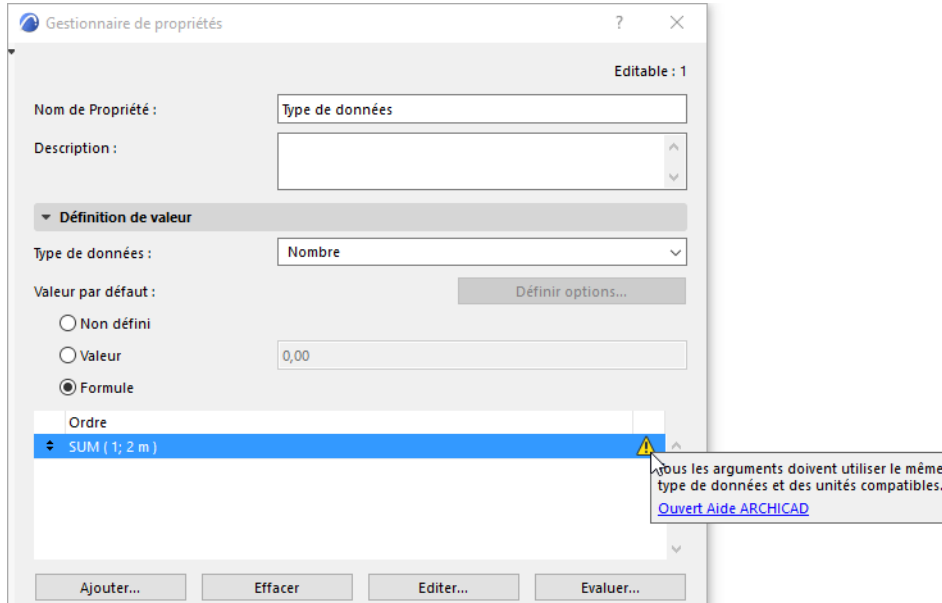 Gestionnaire de propriétés ?
Editable : 1
Nom de Propriété : Type de données
Description :
Définition de valeur
Type de données : Nombre
Valeur par défaut : Définir options...
Non défini
Valeur 0,00
Formule
Ordre
SUM ( 1; 2 m )
Tous les arguments doivent utiliser le même
type de données et des unités compatibles.
Ouvert Aide ARCHICAD
Ajouter... Effacer Editer... Evaluer...